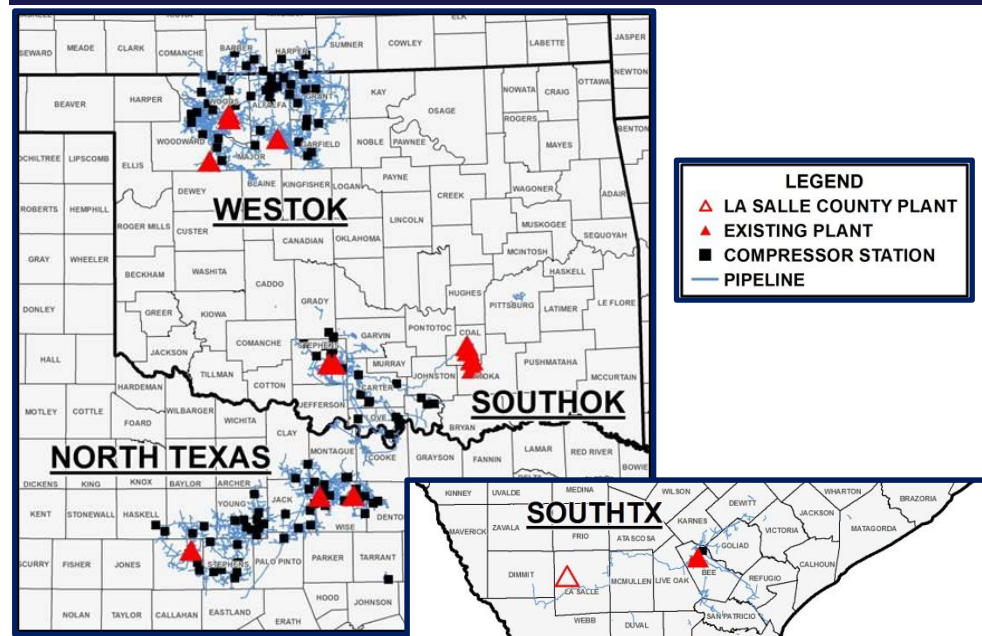 ELK
SUMNER
COWLEY
LABETTE
JASPER
SEWARD
MEADE
CLARK
COMANCHE
BARBER
HARPER
NEWTON
OTTAWA
NOWATA
CRAIG
KAY
BEAVER
HARPER
WOODS
ALFALFA
GRANT
OSAGE
ROGERS
BENTON
WOODWARD
MAJOR
GARFIELD
NOBLE
PAWNEE
MAYES
OCHILTREE
LIPSCOMB
ELLIS
PAYNE
BLAINE
KINGFISHER
LOGAN
DEWEY
CREEK
WAGONER
ADAIR
ROBERTS
HEMPHILL
WESTOK
LINCOLN
ROGER MILLS
CUSTER
MUSKOGEE
SEQUOYAH
CANADIAN
OKLAHOMA
MCINTOSH
GRAY
WHEELER
BECKHAM
WASHITA
HASKELL
CADDO
HUGHES
PITTSBURG
LATIMER
LE FLORE
DONLEY
GREER
KIOWA
GRADY
GARVIN
PONTOTOC
COAL
STEPHENS
COMANCHE
HALL
JACKSON
MURRAY
PUSHMATAHA
TILLMAN
JOHNSTON
MCCURTAIN
HARDEMAN
COTTON
CARTER
JEFFERSON
SOUTHOK
MOTLEY
COTTLE
WILBARGER
LOVE
FOARD
WICHITA
BRYAN
CLAY
MONTAGUE
COOKE
GRAYSON
FANNIN
LAMAR
RED RIVER
BOWIE
NORTH TEXAS
DICKENS
KING
KNOX
BAYLOR
ARCHER
YOUNG
JACK
KENT
STONEWALL
HASKELL
WISE
SCURRY
FISHER
JONES
STEPHENS
PALO PINTO
PARKER
TARRANT
HOOD
JOHNSON
NOLAN
TAYLOR
CALLAHAN
EASTLAND
ERATH
LEGEND
LA SALLE COUNTY PLANT
EXISTING PLANT
COMPRESSOR STATION
PIPELINE
KINNEY
UVALDE
MEDINA
WILSON
DEWITT
WHARTON
BRAZORIA
SOUTHTX
KARNES
JACKSON
MATAGORDA
MAVERICK
ZAVALA
FRIO
ATASCOSA
GOLIAD
VICTORIA
CALHOUN
DIMMIT
LA SALLE
MCMULLEN
LIVE OAK
BEE
REFUGIO
SAN PATRICIO
WEBB
DUVAL